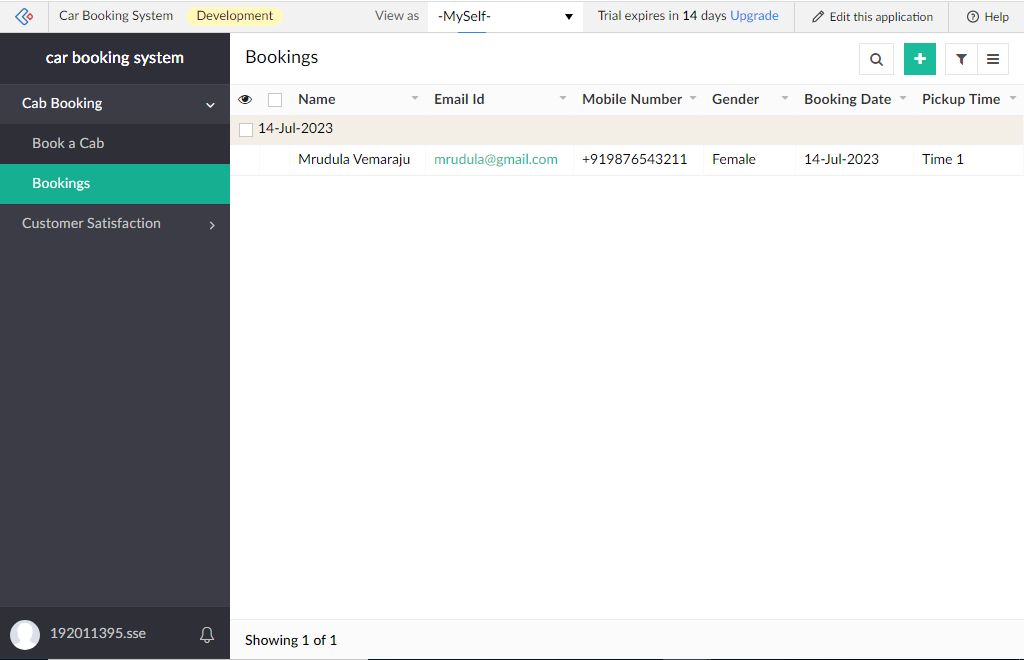 Car Booking System Development View as -MySelf- Trial expires in 14 days Upgrade Edit this application Help
car booking system
Cab Booking
Book a Cab
Bookings
Customer Satisfaction
192011395.sse
Bookings
Name Email Id Mobile Number Gender Booking Date Pickup Time
14-Jul-2023
Mrudula Vemaraju mrudula@gmail.com +919876543211 Female 14-Jul-2023 Time 1
Showing 1 of 1